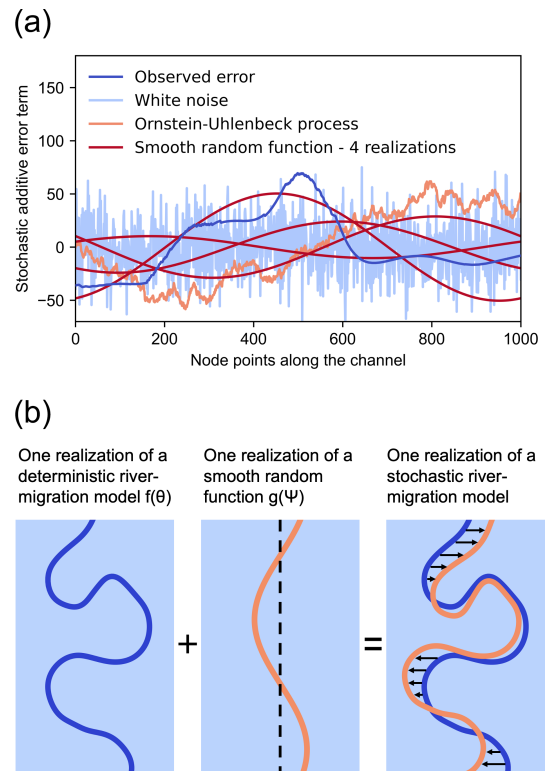 (a)
Stochastic additive error term
150
100
50
0
−50
Observed error
White noise
Ornstein-Uhlenbeck process
Smooth random function - 4 realizations
0 200 400 600 800 1000
Node points along the channel
(b)
One realization of a
deterministic river-
migration model f(θ)
One realization of a
smooth random
function g(Ψ)
One realization of a
stochastic river-
migration model
+
=